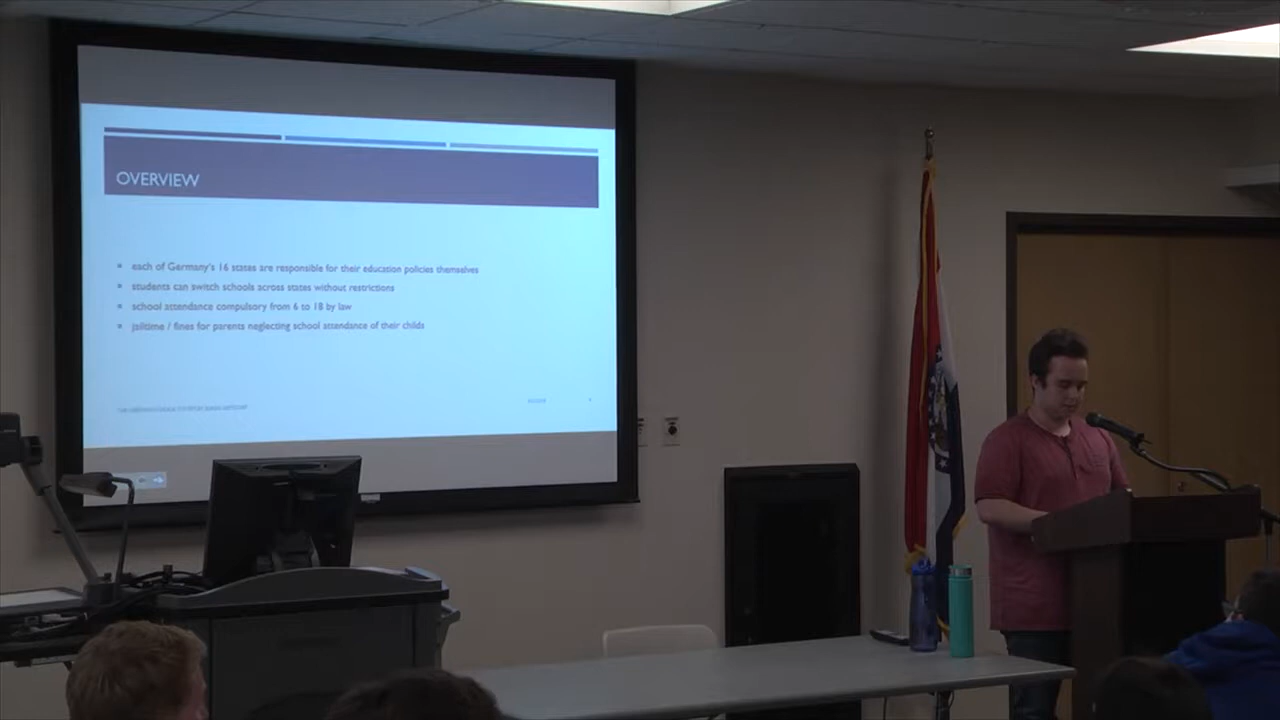 OVERVIEW
each of Germany's 16 states are responsible for their education policies themselves
students can switch schools across states without restrictions
school attendance compulsory from 6 to 18 by law
jailtime / fines for parents neglecting school attendance of their childs